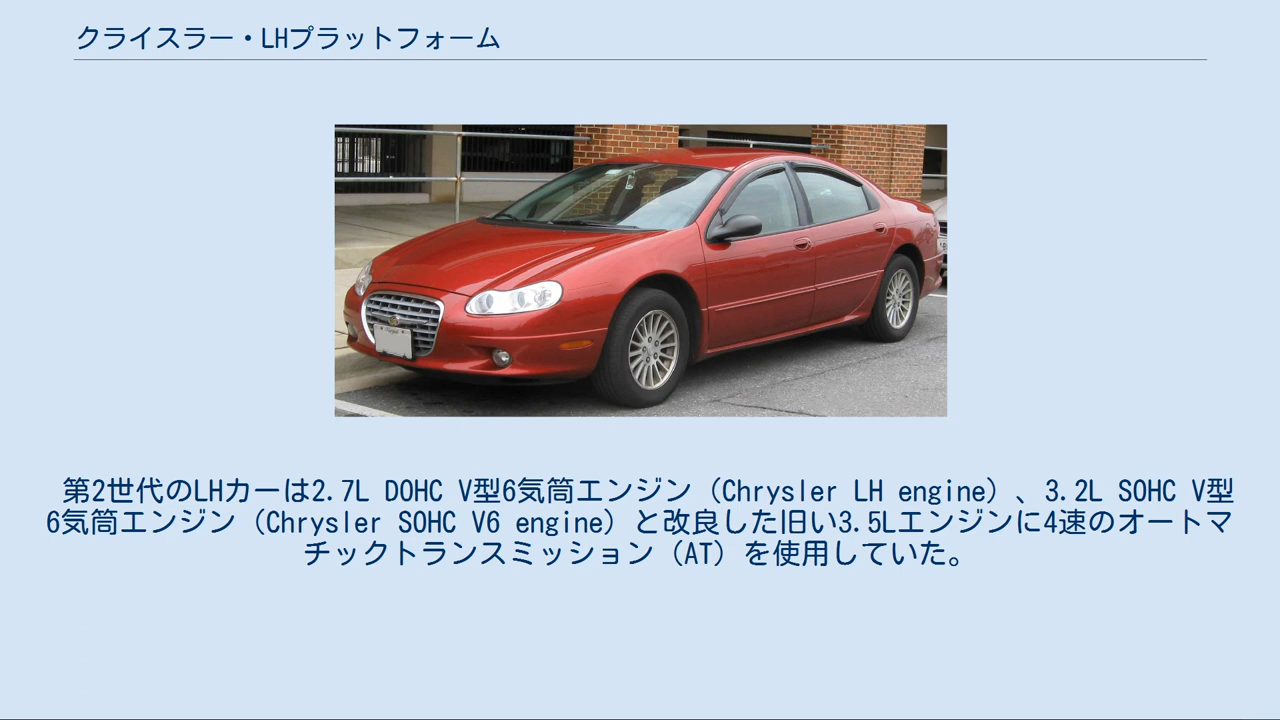 クライスラー・LHプラットフォーム
第2世代のLHカーは2.7L DOHC V型6気筒エンジン（Chrysler LH engine）、3.2L SOHC V型
6気筒エンジン（Chrysler SOHC V6 engine）と改良した旧い3.5Lエンジンに4速のオートマ
チックトランスミッション（AT）を使用していた。